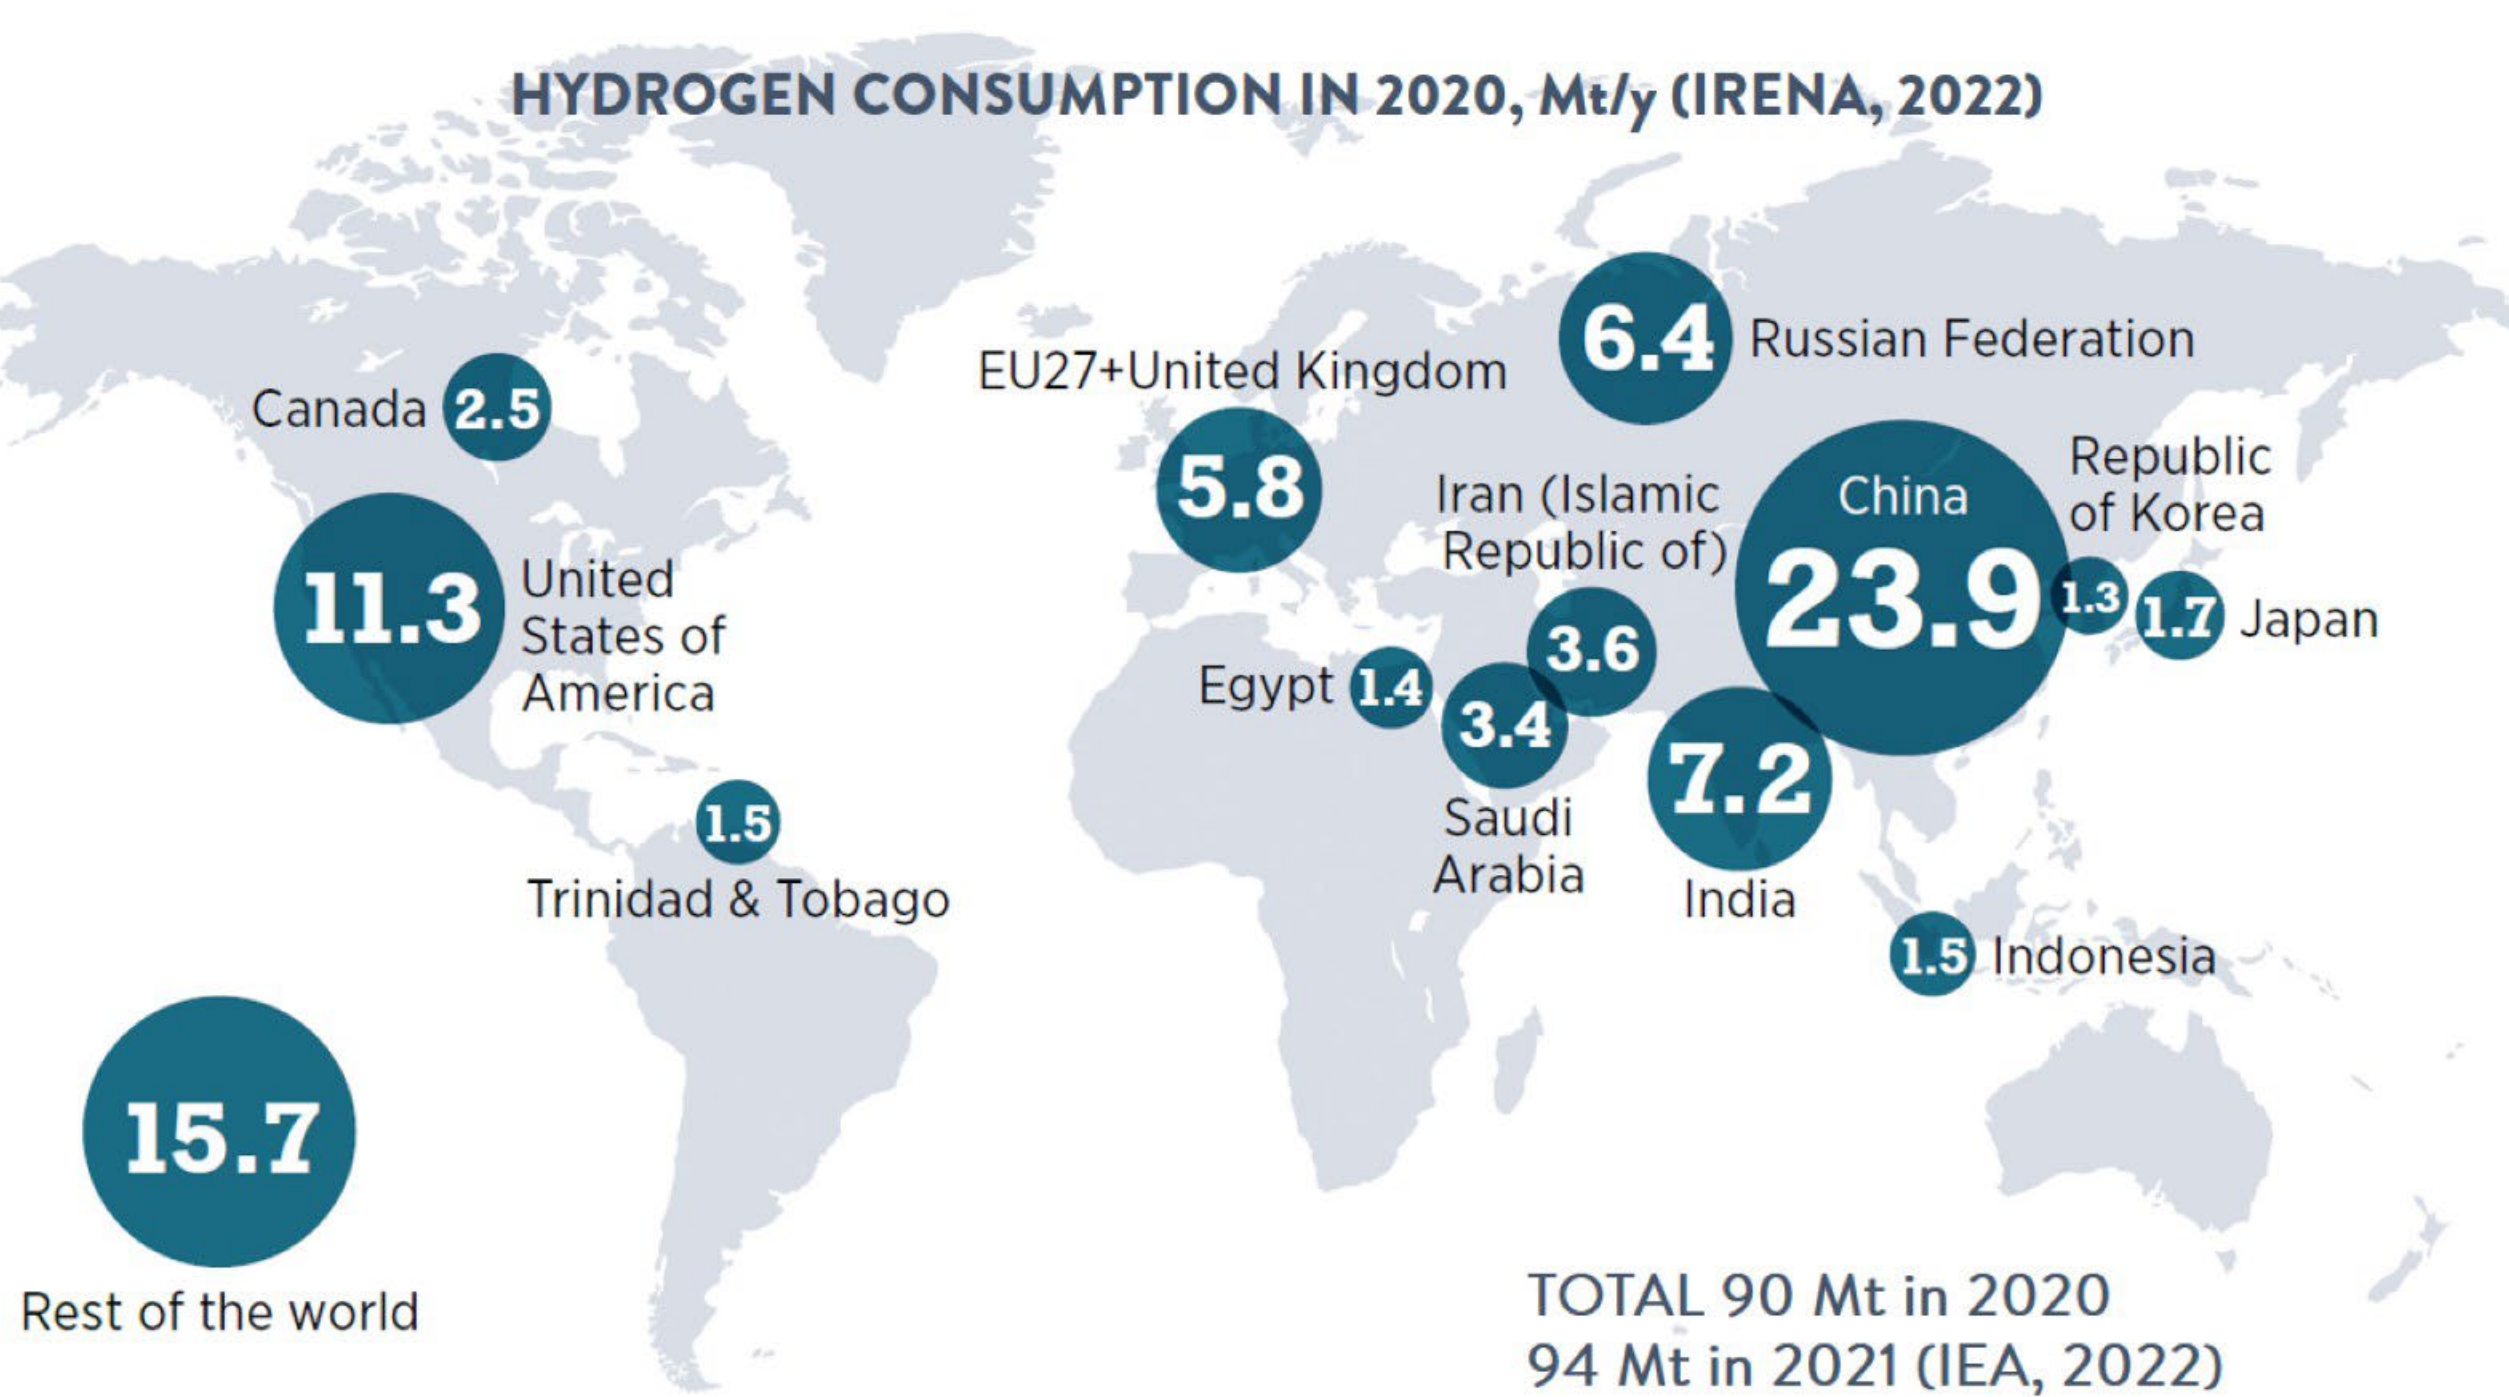 HYDROGEN CONSUMPTION IN 2020, Mt/y (IRENA, 2022)
Canada 2.5
11.3
United
States of
America
1.5
Trinidad & Tobago
15.7
Rest of the world
EU27+United Kingdom
5.8
6.4 Russian Federation
Iran (Islamic
Republic of)
3.6
Egypt 1.4
3.4
Saudi
Arabia
China
23.9
Republic
of Korea
1.3
1.7 Japan
7.2
India
1.5 Indonesia
TOTAL 90 Mt in 2020
94 Mt in 2021 (IEA, 2022)